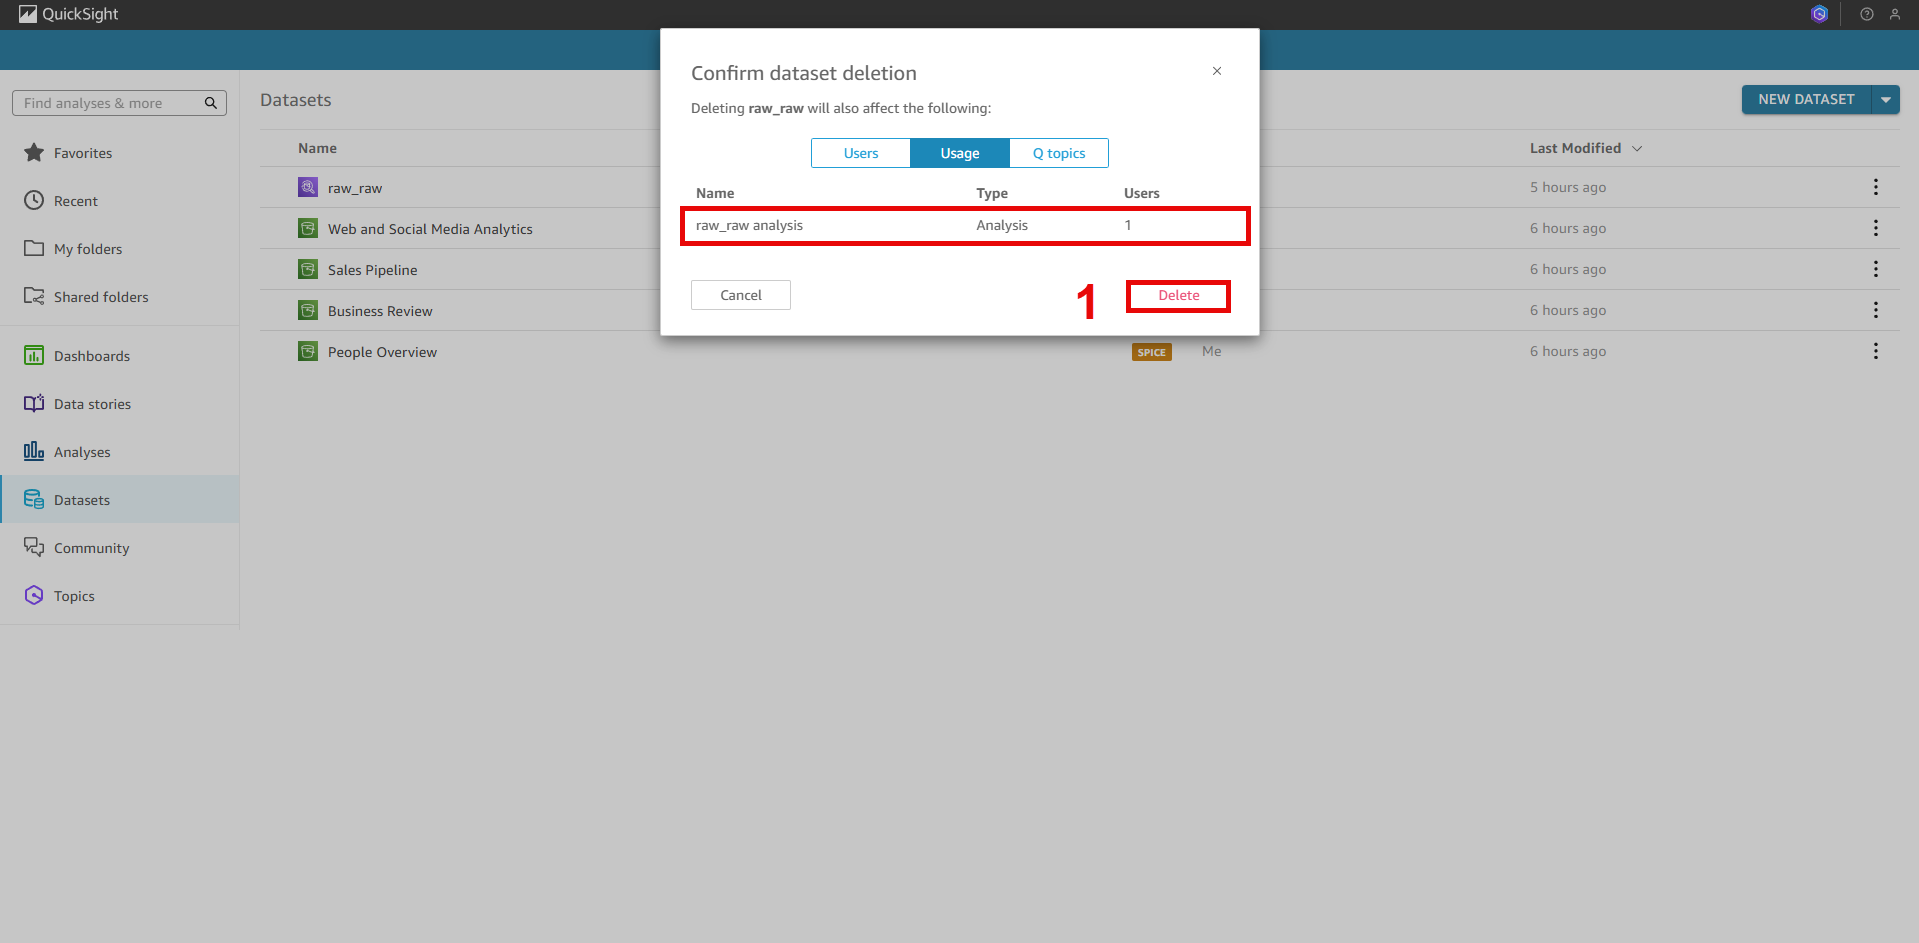 QuickSight
Find analyses & more
Favorites
Recent
My folders
Shared folders
Dashboards
Data stories
Analyses
Datasets
Community
Topics
Datasets
NEW DATASET
Name
Last Modified
raw_raw
5 hours ago
Web and Social Media Analytics
6 hours ago
Sales Pipeline
6 hours ago
Business Review
6 hours ago
People Overview
SPICE
Me
6 hours ago
Confirm dataset deletion
Deleting raw_raw will also affect the following:
Users Usage Q topics
Name Type Users
raw_raw analysis Analysis 1
Cancel
1
Delete